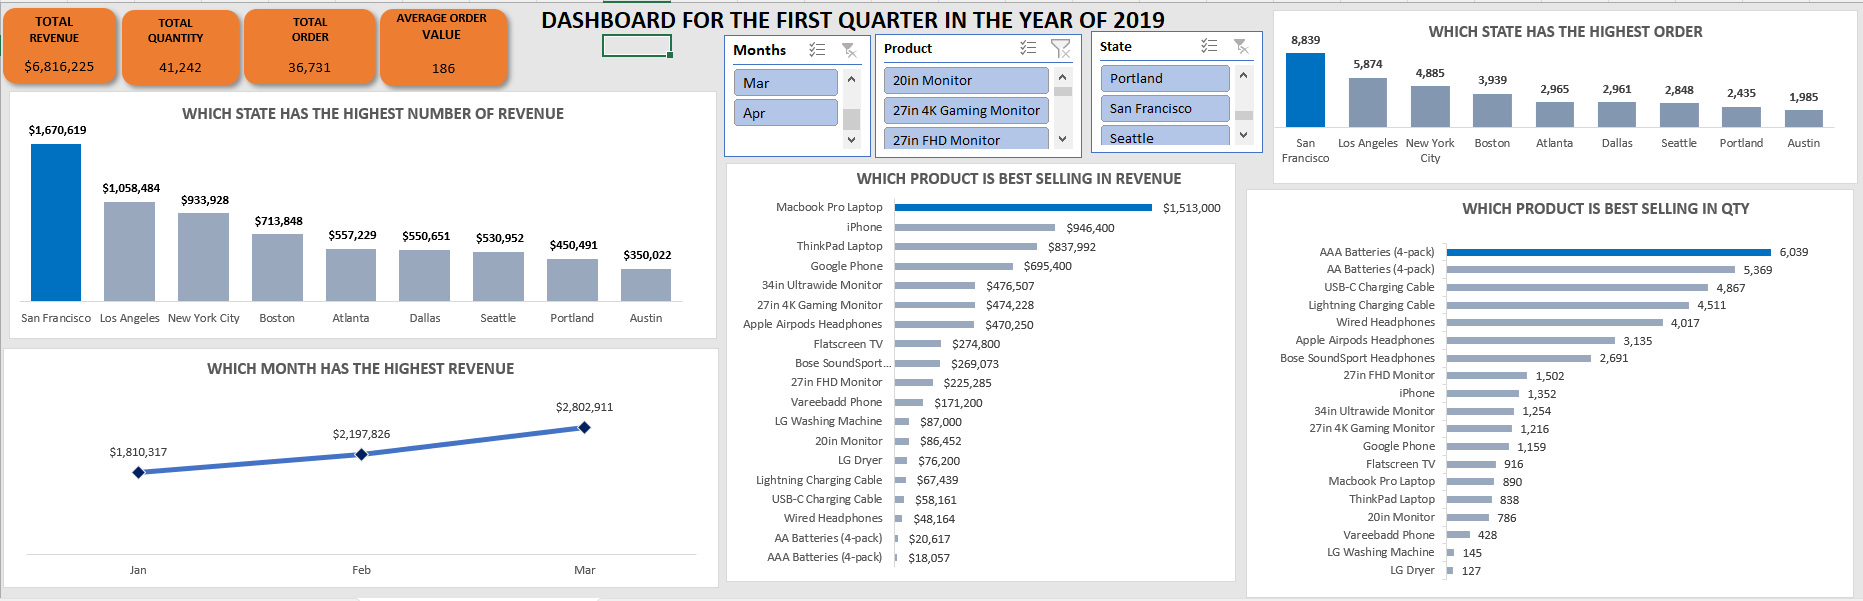 TOTAL
REVENUE
$6,816,225
TOTAL
QUANTITY
41,242
TOTAL
ORDER
36,731
AVERAGE ORDER
VALUE
186
DASHBOARD FOR THE FIRST QUARTER IN THE YEAR OF 2019
Months
Mar
Apr
Product
20in Monitor
27in 4K Gaming Monitor
27in FHD Monitor
State
Portland
San Francisco
Seattle
WHICH STATE HAS THE HIGHEST ORDER
8,839
5,874
4,885
3,939
2,965
2,961
2,848
2,435
1,985
San Francisco
Los Angeles
New York City
Boston
Atlanta
Dallas
Seattle
Portland
Austin
WHICH STATE HAS THE HIGHEST NUMBER OF REVENUE
$1,670,619
$1,058,484
$933,928
$713,848
$557,229
$550,651
$530,952
$450,491
$350,022
San Francisco
Los Angeles
New York City
Boston
Atlanta
Dallas
Seattle
Portland
Austin
WHICH MONTH HAS THE HIGHEST REVENUE
$1,810,317
$2,197,826
$2,802,911
Jan
Feb
Mar
WHICH PRODUCT IS BEST SELLING IN REVENUE
Macbook Pro Laptop $1,513,000
iPhone $946,400
ThinkPad Laptop $837,992
Google Phone $695,400
34in Ultrawide Monitor $476,507
27in 4K Gaming Monitor $474,228
Apple Airpods Headphones $470,250
Flatscreen TV $274,800
Bose SoundSport... $269,073
27in FHD Monitor $225,285
Vareebadd Phone $171,200
LG Washing Machine $87,000
20in Monitor $86,452
LG Dryer $76,200
Lightning Charging Cable $67,439
USB-C Charging Cable $58,161
Wired Headphones $48,164
AA Batteries (4-pack) $20,617
AAA Batteries (4-pack) $18,057
WHICH PRODUCT IS BEST SELLING IN QTY
AAA Batteries (4-pack) 6,039
AA Batteries (4-pack) 5,369
USB-C Charging Cable 4,867
Lightning Charging Cable 4,511
Wired Headphones 4,017
Apple Airpods Headphones 3,135
Bose SoundSport Headphones 2,691
27in FHD Monitor 1,502
iPhone 1,352
34in Ultrawide Monitor 1,254
27in 4K Gaming Monitor 1,216
Google Phone 1,159
Flatscreen TV 916
Macbook Pro Laptop 890
ThinkPad Laptop 838
20in Monitor 786
Vareebadd Phone 428
LG Washing Machine 145
LG Dryer 127